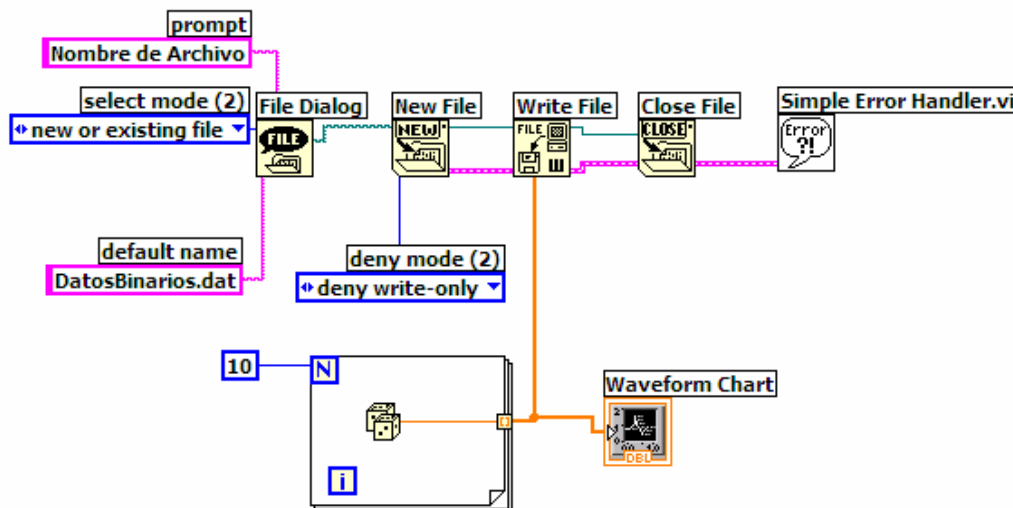 prompt
Nombre de Archivo
select mode (2)
new or existing file
File Dialog
New File
Write File
Close File
Simple Error Handler.vi
FILE
NEW
FILE
CLOSE
Error
?!
default name
DatosBinarios.dat
deny mode (2)
deny write-only
10
N
i
Waveform Chart
DBL